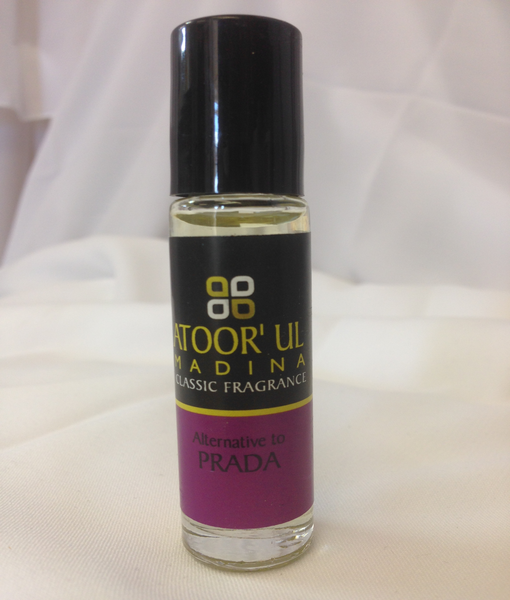 ATOOR' UL
MADINA
CLASSIC FRAGRANCE
Alternative to
PRADA